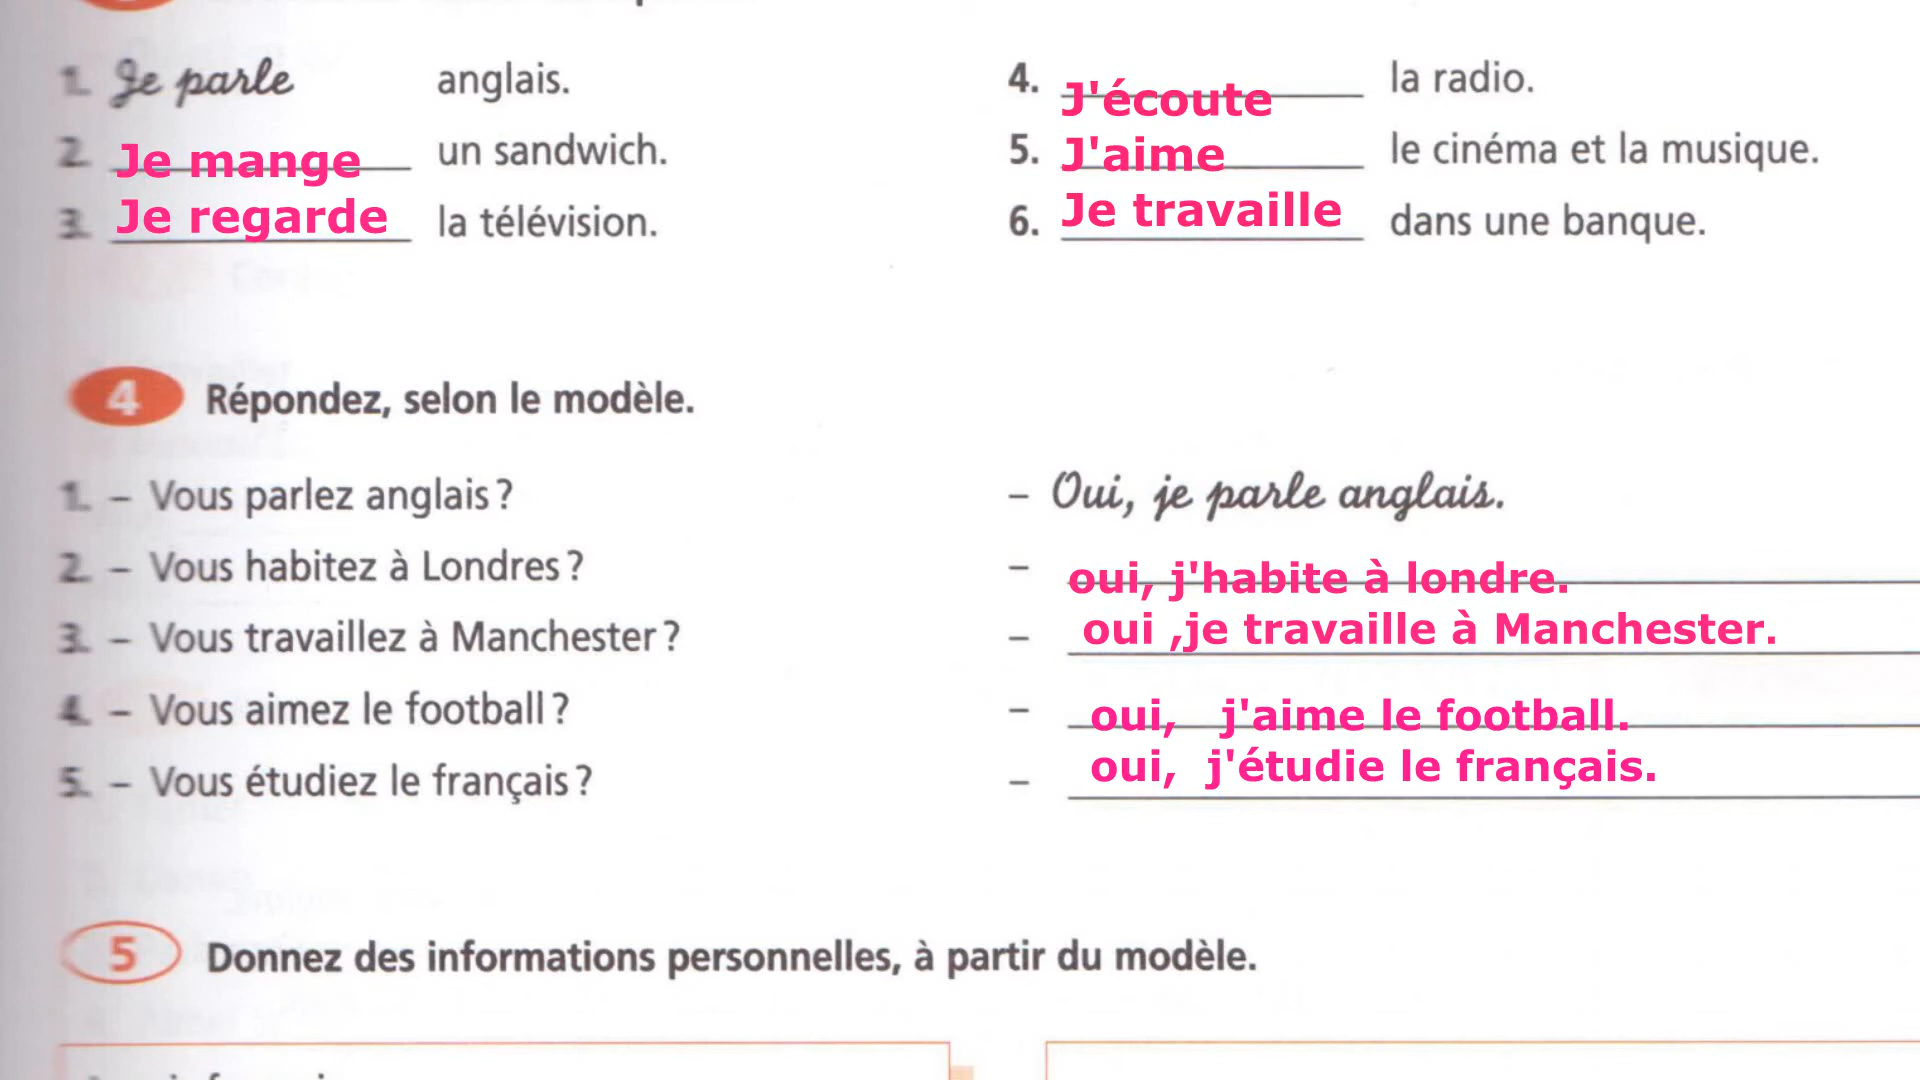 1. Je parle anglais.
2. Je mange un sandwich.
3. Je regarde la télévision.
4. J'écoute la radio.
5. J'aime le cinéma et la musique.
6. Je travaille dans une banque.
4 Répondez, selon le modèle.
1. – Vous parlez anglais ? – Oui, je parle anglais.
2. – Vous habitez à Londres ? – oui, j'habite à londre.
3. – Vous travaillez à Manchester ? – oui ,je travaille à Manchester.
4. – Vous aimez le football ? – oui, j'aime le football.
5. – Vous étudiez le français ? – oui, j'étudie le français.
5 Donnez des informations personnelles, à partir du modèle.